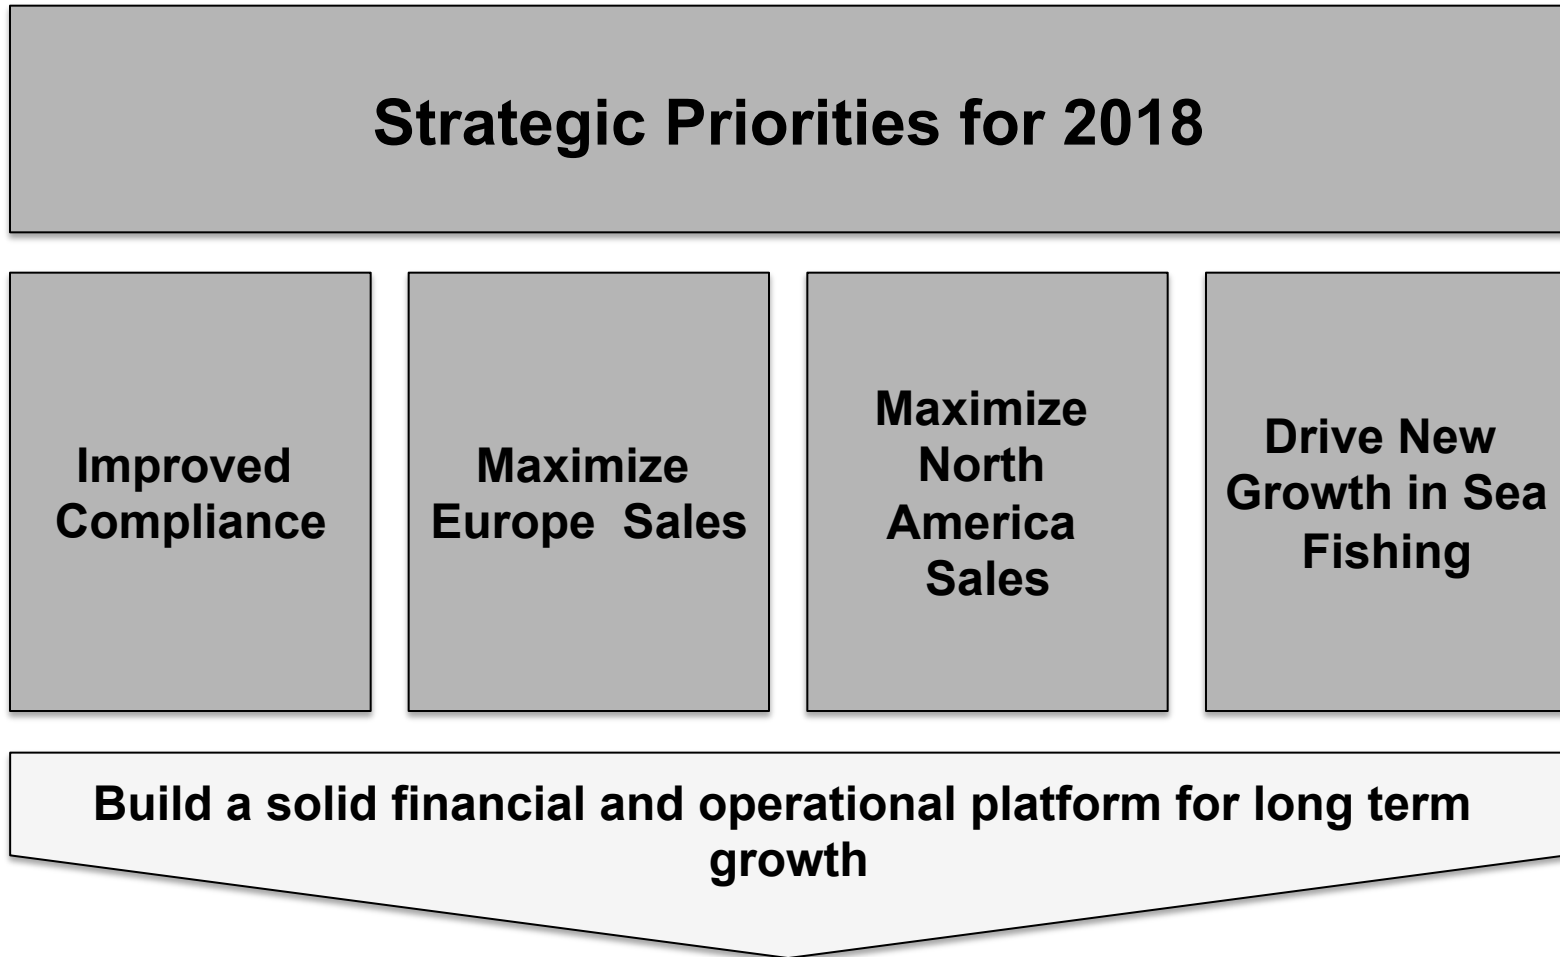 Strategic Priorities for 2018
Improved
Compliance
Maximize
Europe  Sales
Maximize
North
America
Sales
Drive New
Growth in Sea
Fishing
Build a solid financial and operational platform for long term
growth